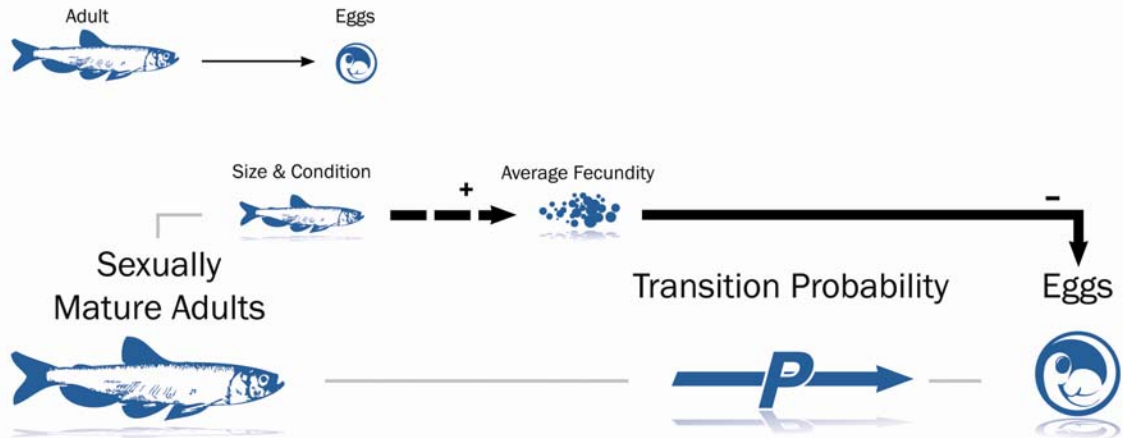 Adult
Eggs
Size & Condition
+
Average Fecundity
-
Sexually
Mature Adults
Transition Probability
Eggs
P